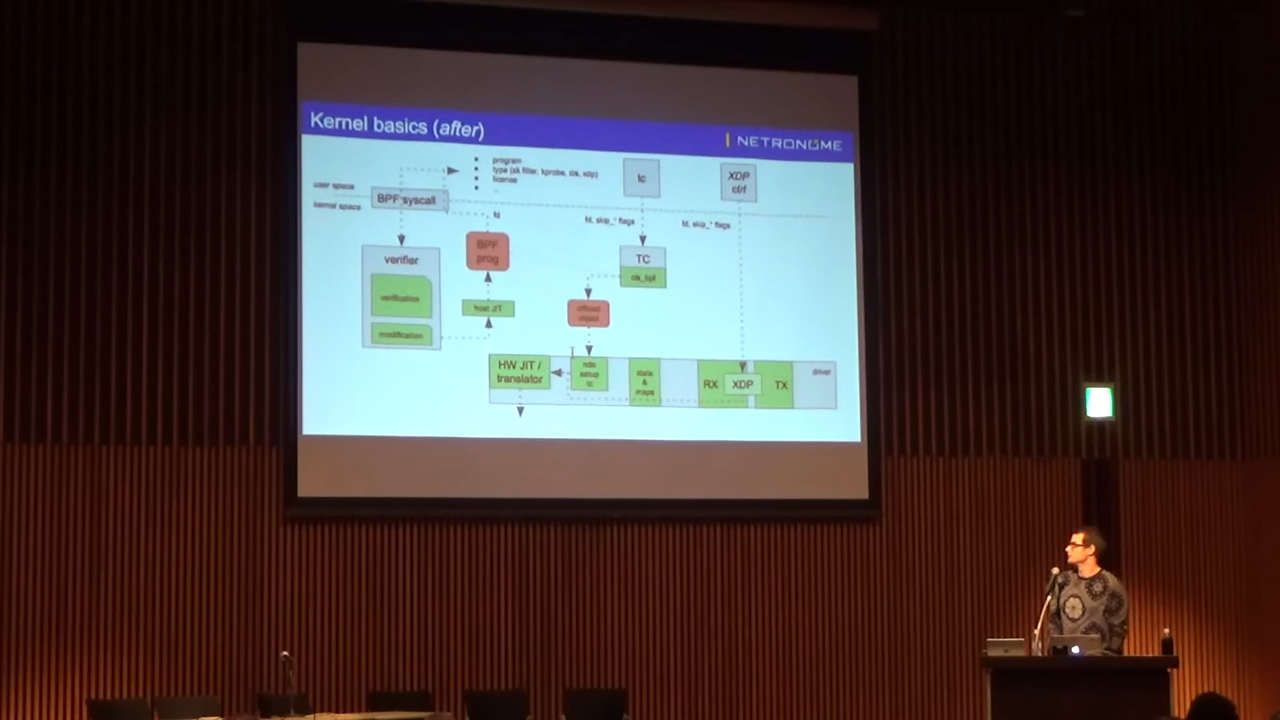 Kernel basics (after)
NETRONOME
program
type (sk filter, kprobe, cls, xdp)
license
...
tc
XDP
ctrl
user space
BPF syscall
kernel space
fd
fd, skip_* flags
fd, skip_* flags
verifier
BPF
prog
TC
cls_bpf
verification
host JIT
offload
object
modification
HW JIT /
translator
ndo
setup
tc
stats
&
maps
RX
XDP
TX
driver